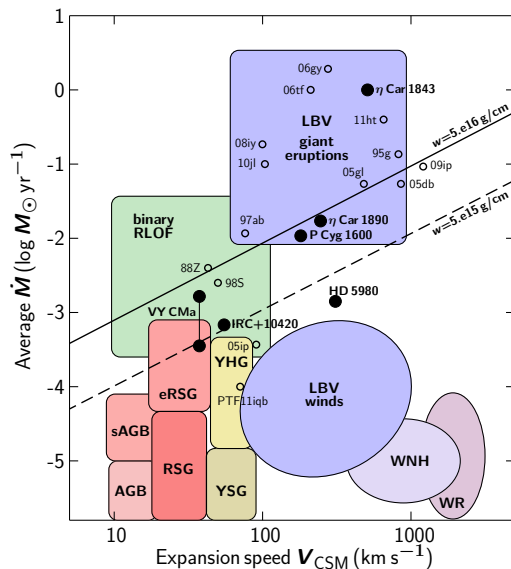 0
-1
-2
-3
-4
-5
Average Ṁ (log M⊙ yr⁻¹)
06gy
06tf
η Car 1843
LBV
giant
eruptions
11ht
08iy
10jl
95g
09ip
05gl
05db
w=5.e16 g/cm
w=5.e15 g/cm
binary
RLOF
97ab
η Car 1890
P Cyg 1600
88Z
98S
HD 5980
VY CMa
IRC+10420
05ip
YHG
PTF11iqb
eRSG
LBV
winds
sAGB
RSG
AGB
YSG
WNH
WR
10
100
1000
Expansion speed V_CSM (km s⁻¹)